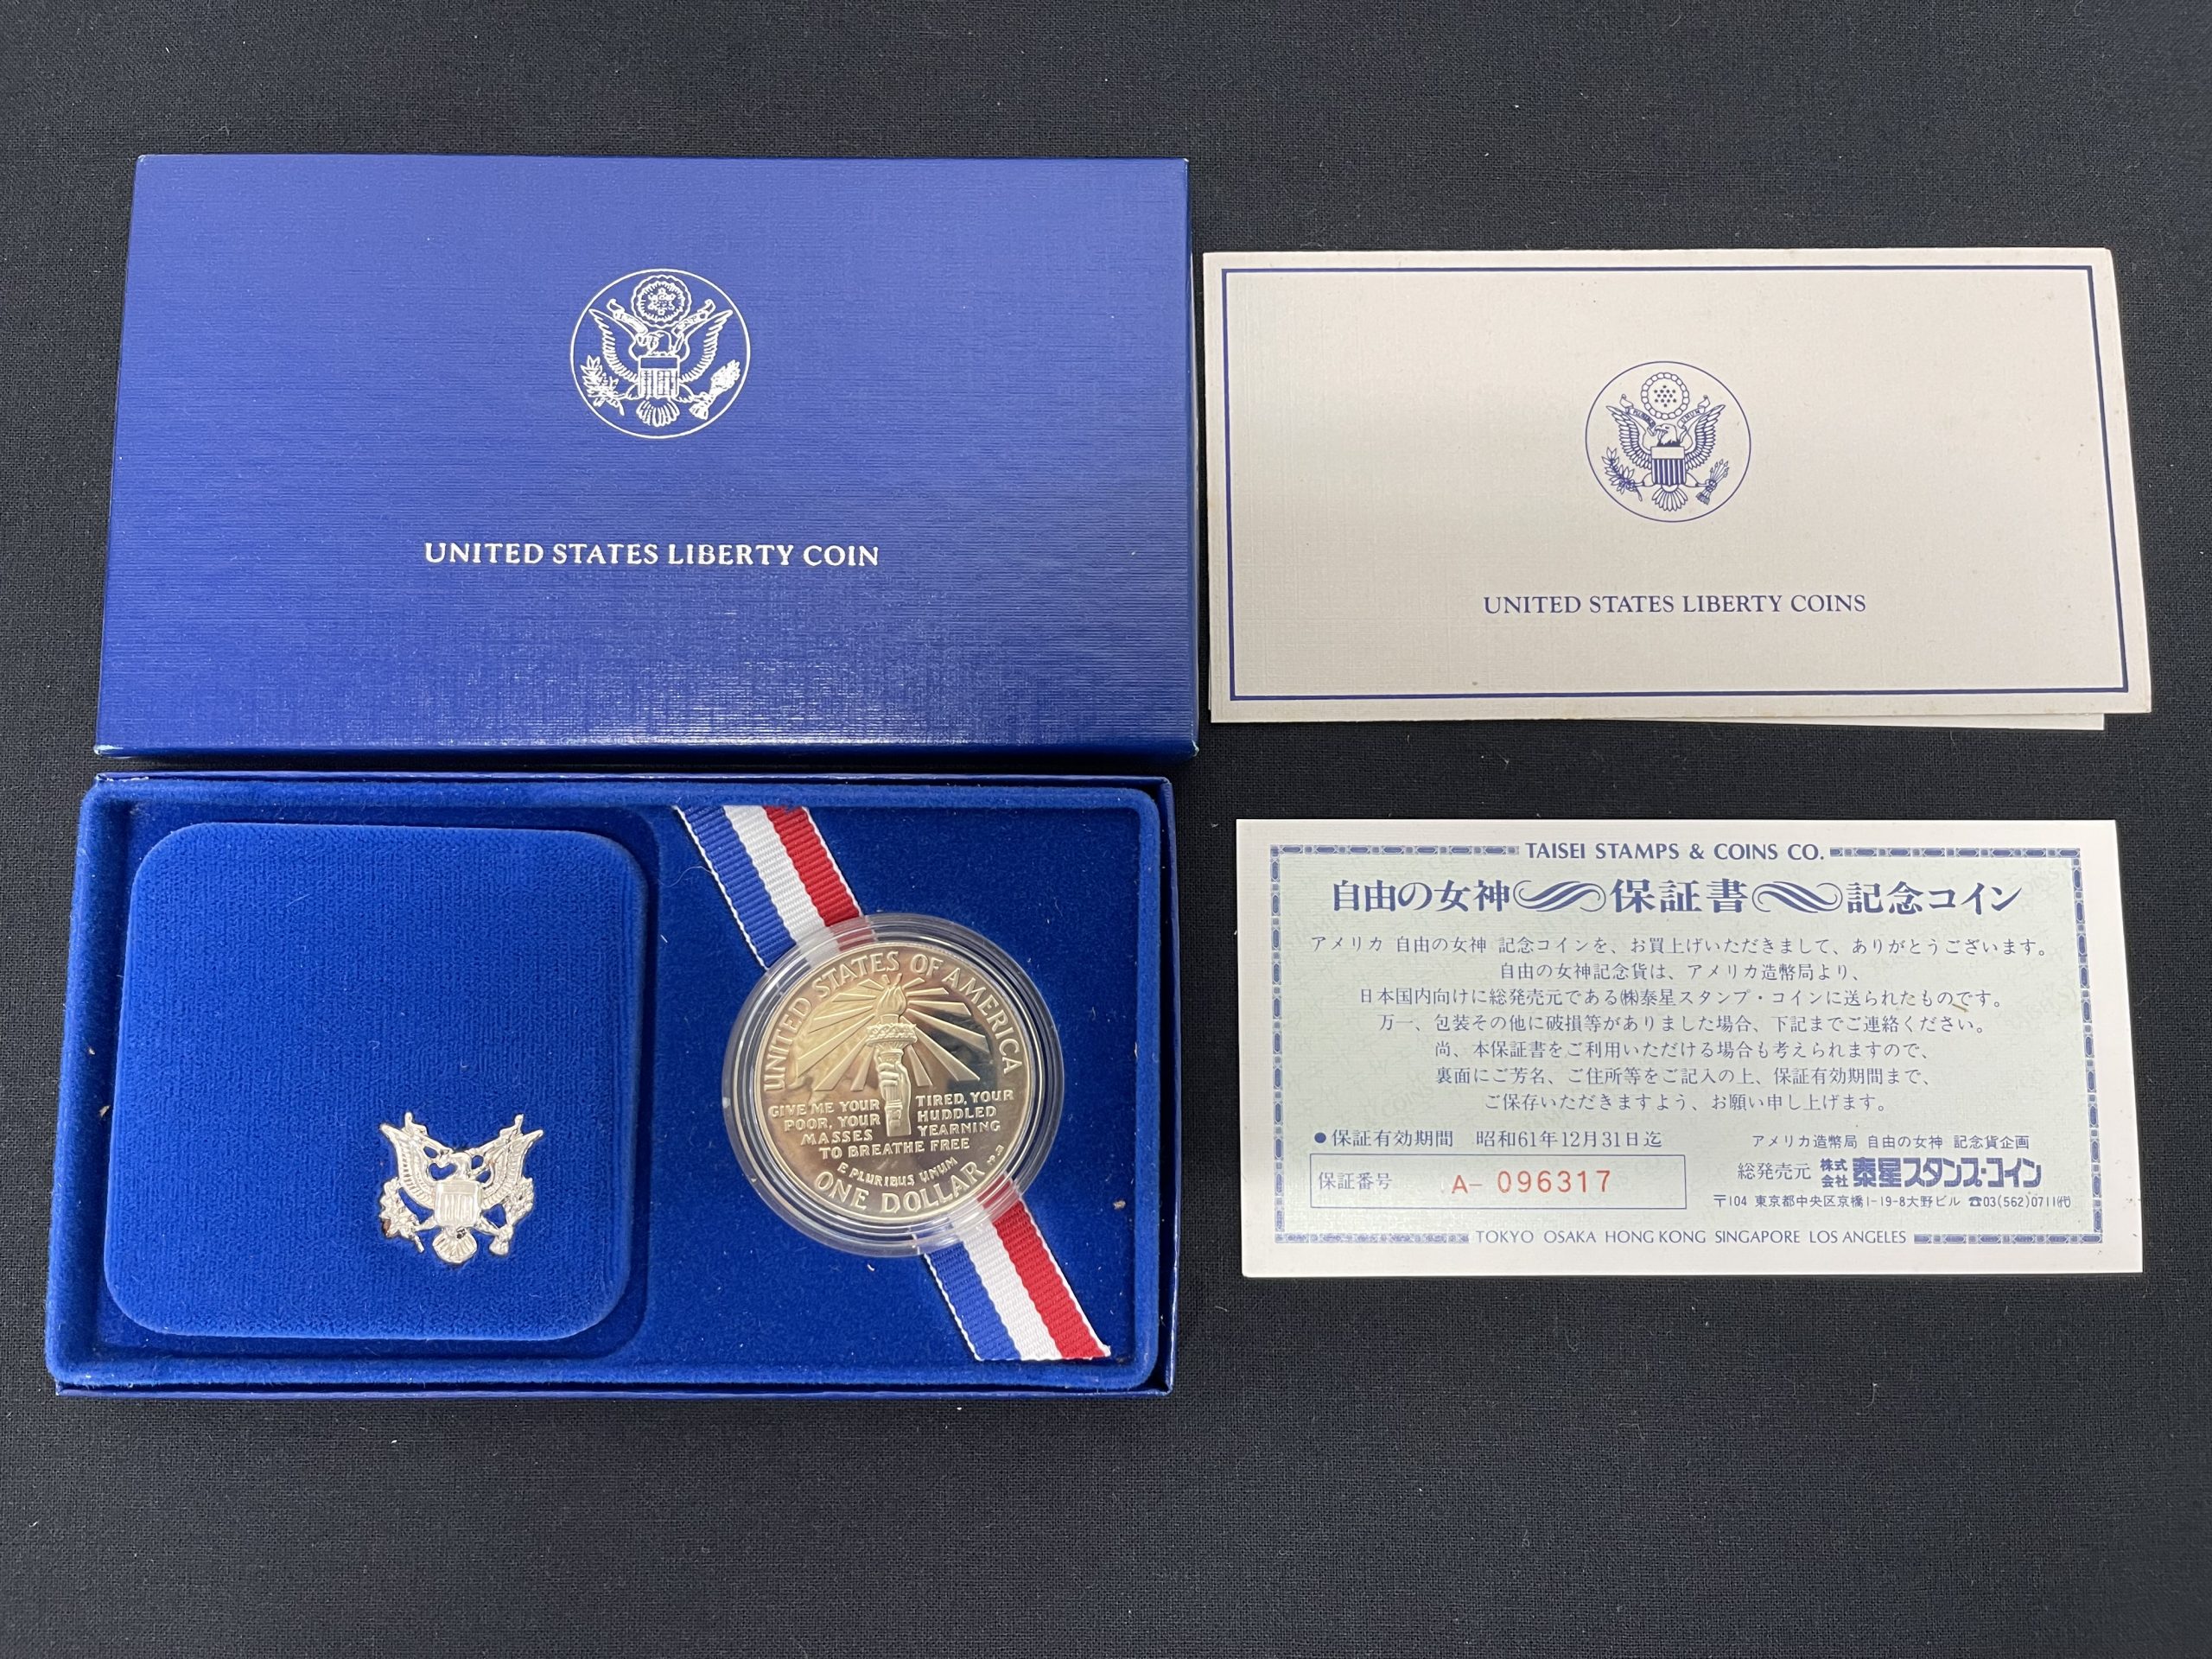 UNITED STATES LIBERTY COIN
UNITED STATES LIBERTY COINS
UNITED STATES OF AMERICA
GIVE ME YOUR TIRED, YOUR
POOR, YOUR HUDDLED
MASSES YEARNING
TO BREATHE FREE
E PLURIBUS UNUM
ONE DOLLAR
TAISEI STAMPS & COINS CO.
自由の女神 保証書 記念コイン
アメリカ 自由の女神 記念コインを、お買上げいただきまして、ありがとうございます。
自由の女神記念貨は、アメリカ造幣局より、
日本国内向けに総発売元である㈱泰星スタンプ・コインに送られたものです。
万一、包装その他に破損等がありました場合、下記までご連絡ください。
尚、本保証書をご利用いただける場合も考えられますので、
裏面にご芳名、ご住所等をご記入の上、保証有効期間まで、
ご保存いただきますよう、お願い申し上げます。
●保証有効期間 昭和61年12月31日迄
保証番号 A- 096317
アメリカ造幣局 自由の女神 記念貨企画
総発売元 株式会社 泰星スタンプ・コイン
〒104 東京都中央区京橋1-19-8大野ビル ☎03(562)0711㈹
TOKYO OSAKA HONG KONG SINGAPORE LOS ANGELES